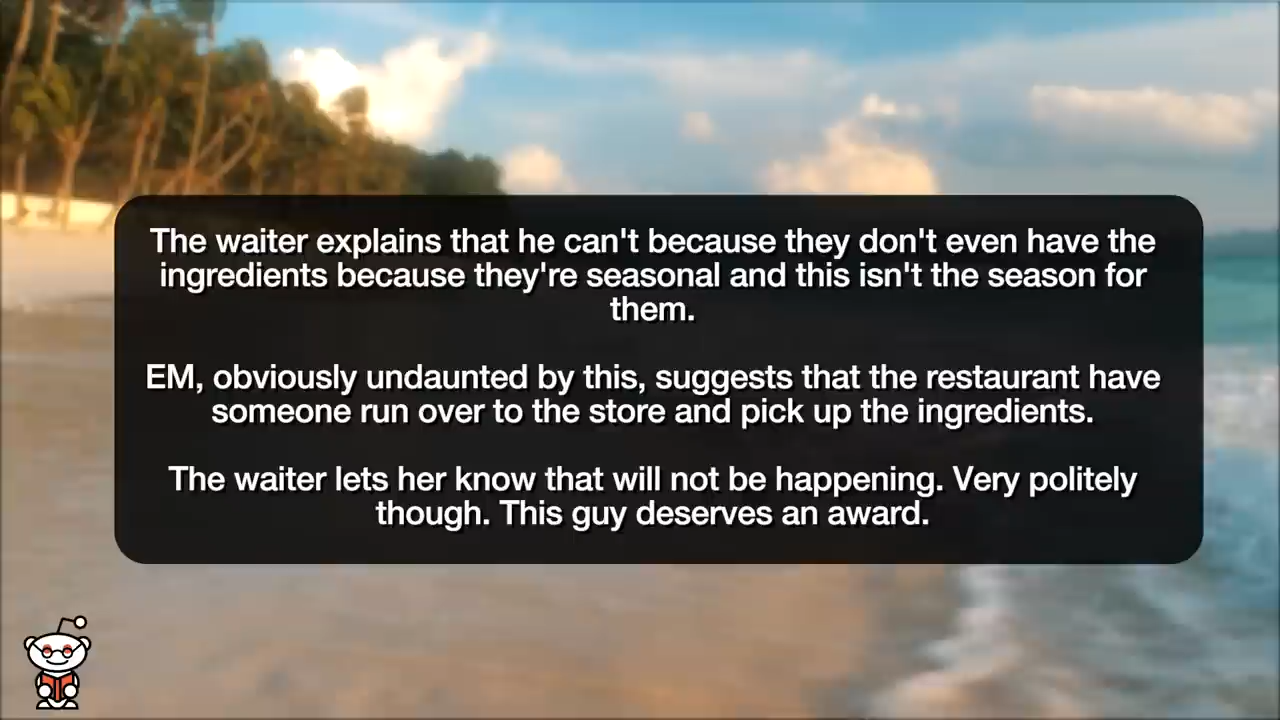 The waiter explains that he can't because they don't even have the
ingredients because they're seasonal and this isn't the season for
them.
EM, obviously undaunted by this, suggests that the restaurant have
someone run over to the store and pick up the ingredients.
The waiter lets her know that will not be happening. Very politely
though. This guy deserves an award.